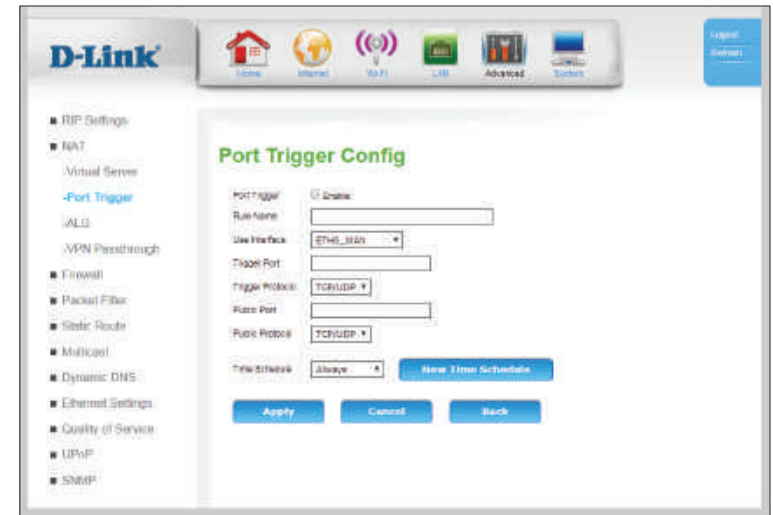 D-Link
Home
Internet
Wi-Fi
LAN
Advanced
System
Logout
Refresh
RIP Settings
NAT
-Virtual Server
-Port Trigger
-ALG
-VPN Passthrough
Firewall
Packet Filter
Static Route
Multicast
Dynamic DNS
Ethernet Settings
Quality of Service
UPnP
SNMP
Port Trigger Config
Port Trigger
Enable
Rule Name
Use Interface
ETH5_WAN
Trigger Port
Trigger Protocol
TCP/UDP
Public Port
Public Protocol
TCP/UDP
Time Schedule
Always
New Time Schedule
Apply
Cancel
Back